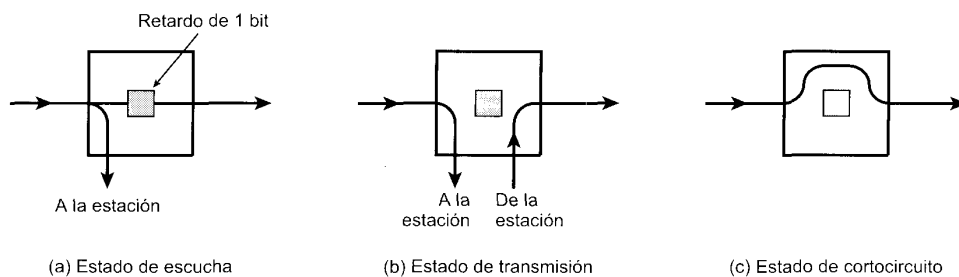 Retardo de 1 bit
A la estación
A la
estación
De la
estación
(a) Estado de escucha
(b) Estado de transmisión
(c) Estado de cortocircuito